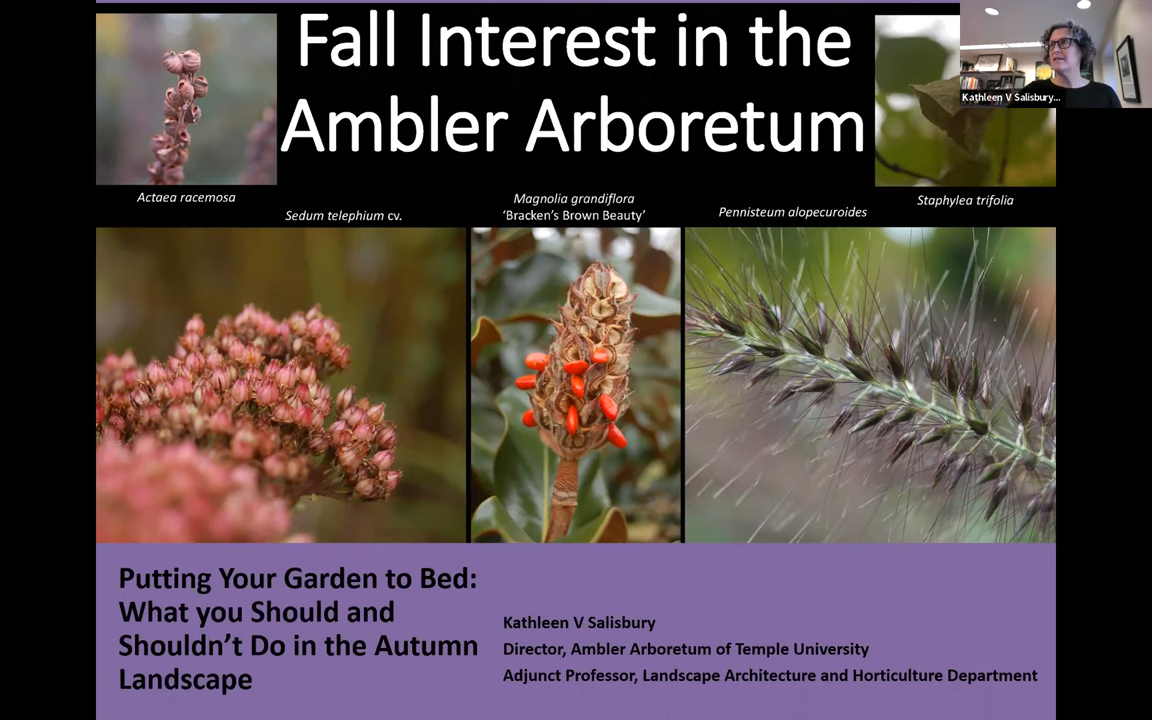 Fall Interest in the
Ambler Arboretum
Kathleen V Salisbury...
Actaea racemosa
Sedum telephium cv.
Magnolia grandiflora
‘Bracken’s Brown Beauty’
Pennisteum alopecuroides
Staphylea trifolia
Putting Your Garden to Bed:
What you Should and
Shouldn’t Do in the Autumn
Landscape
Kathleen V Salisbury
Director, Ambler Arboretum of Temple University
Adjunct Professor, Landscape Architecture and Horticulture Department